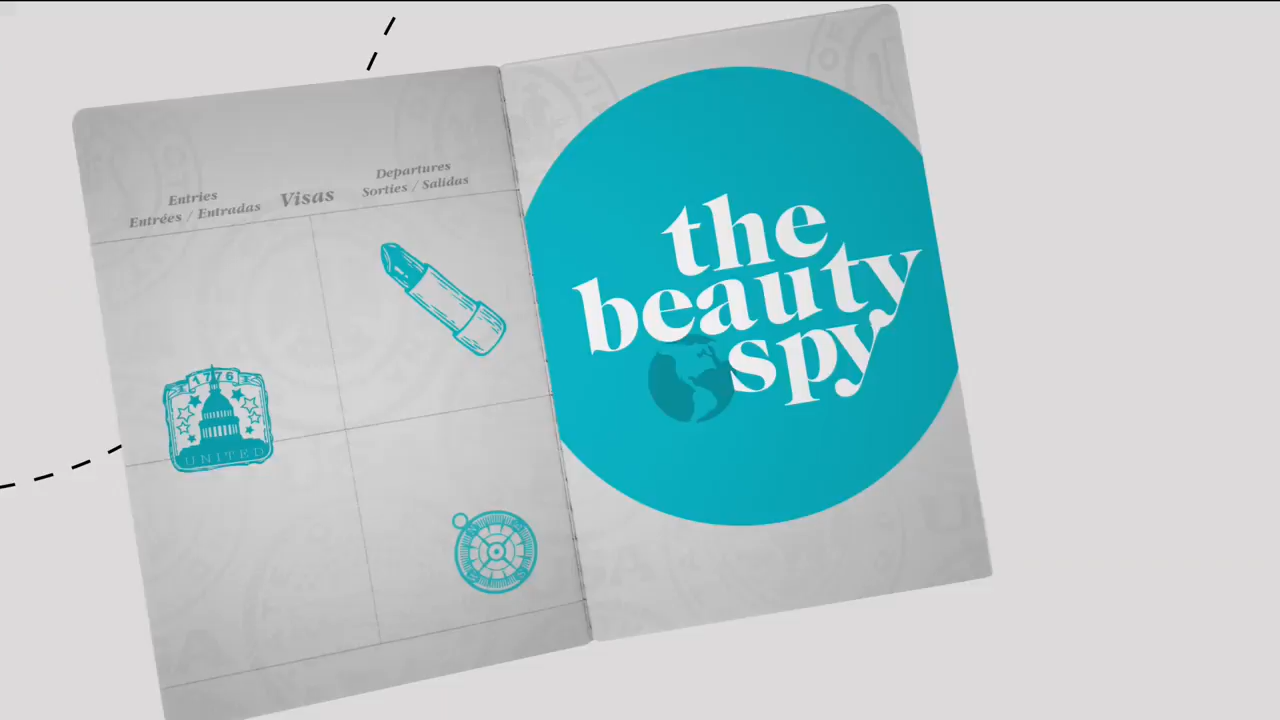 Entries
Entrées / Entradas
Visas
Departures
Sorties / Salidas
1776
UNITED
the
beauty
spy